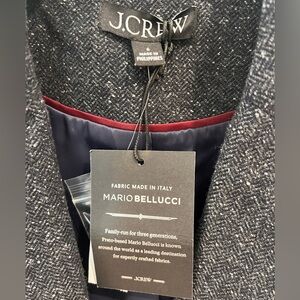 J.CREW
6
MADE IN
PHILIPPINES
FABRIC MADE IN ITALY
MARIO BELLUCCI
Family-run for three generations,
Prato-based Mario Bellucci is known
around the world as a leading destination
for expertly crafted fabrics.
J.CREW